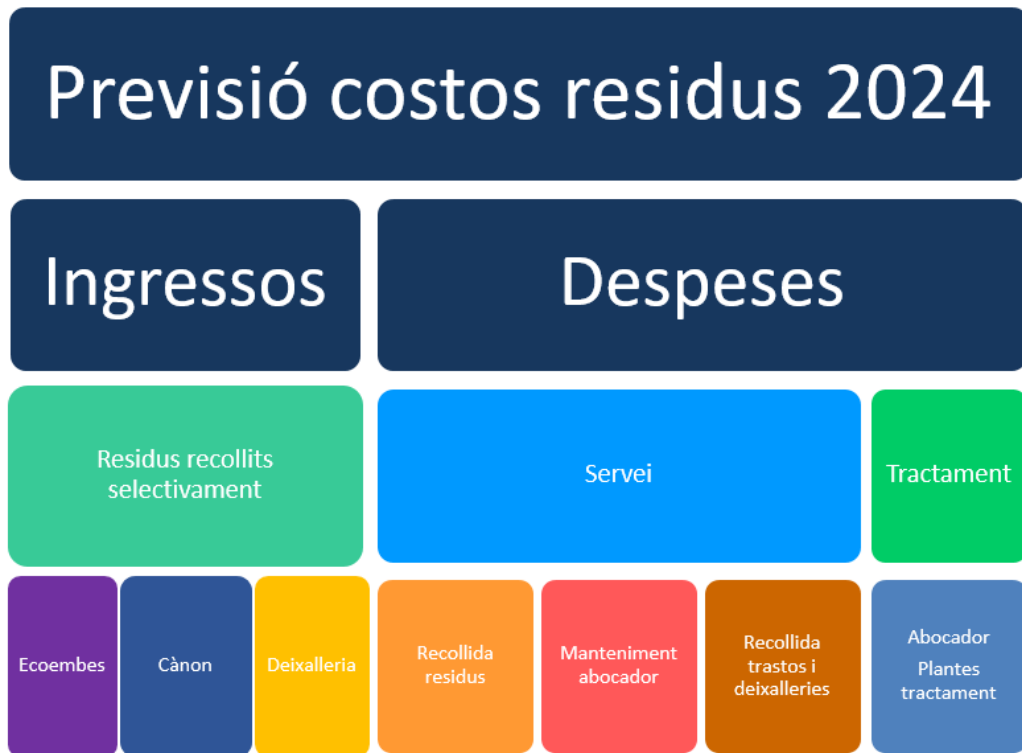 Previsió costos residus 2024
Ingressos
Despeses
Residus recollits
selectivament
Servei
Tractament
Ecoembes
Cànon
Deixalleria
Recollida
residus
Manteniment
abocador
Recollida
trastos i
deixalleries
Abocador
Plantes
tractament